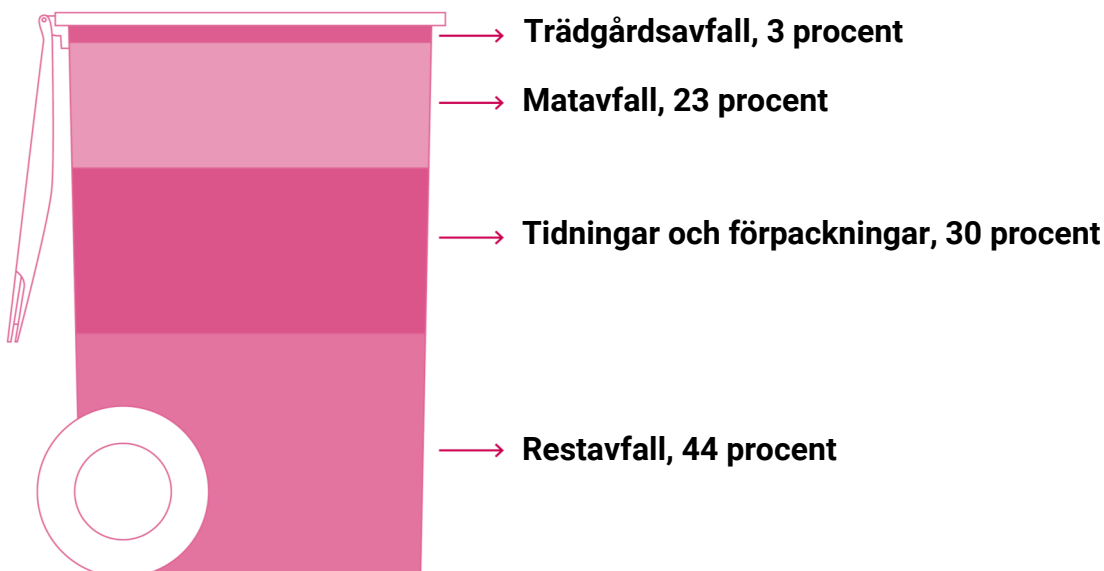 Trädgårdsavfall, 3 procent
Matavfall, 23 procent
Tidningar och förpackningar, 30 procent
Restavfall, 44 procent